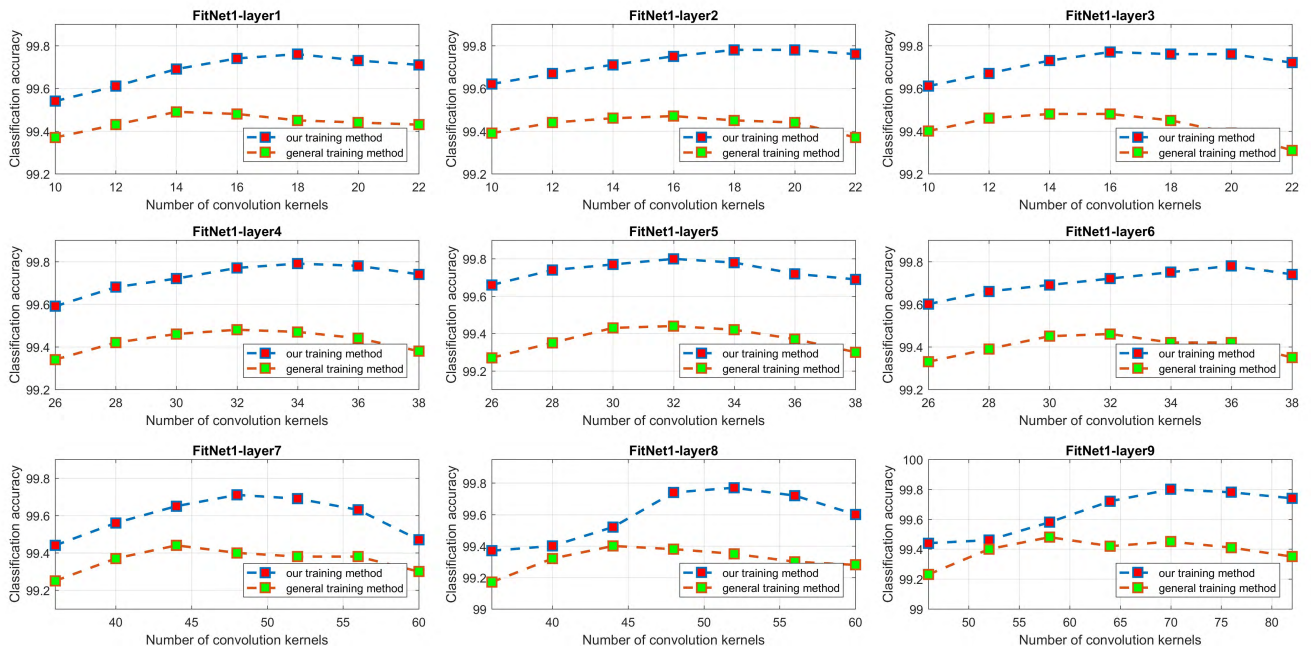 FitNet1-layer1
Classification accuracy
99.8
99.6
99.4
99.2
10 12 14 16 18 20 22
Number of convolution kernels
our training method
general training method
FitNet1-layer2
Classification accuracy
99.8
99.6
99.4
99.2
10 12 14 16 18 20 22
Number of convolution kernels
our training method
general training method
FitNet1-layer3
Classification accuracy
99.8
99.6
99.4
99.2
10 12 14 16 18 20 22
Number of convolution kernels
our training method
general training method
FitNet1-layer4
Classification accuracy
99.8
99.6
99.4
99.2
26 28 30 32 34 36 38
Number of convolution kernels
our training method
general training method
FitNet1-layer5
Classification accuracy
99.8
99.6
99.4
99.2
26 28 30 32 34 36 38
Number of convolution kernels
our training method
general training method
FitNet1-layer6
Classification accuracy
99.8
99.6
99.4
99.2
26 28 30 32 34 36 38
Number of convolution kernels
our training method
general training method
FitNet1-layer7
Classification accuracy
99.8
99.6
99.4
99.2
40 45 50 55 60
Number of convolution kernels
our training method
general training method
FitNet1-layer8
Classification accuracy
99.8
99.6
99.4
99.2
99
40 45 50 55 60
Number of convolution kernels
our training method
general training method
FitNet1-layer9
Classification accuracy
100
99.8
99.6
99.4
99.2
99
50 55 60 65 70 75 80
Number of convolution kernels
our training method
general training method